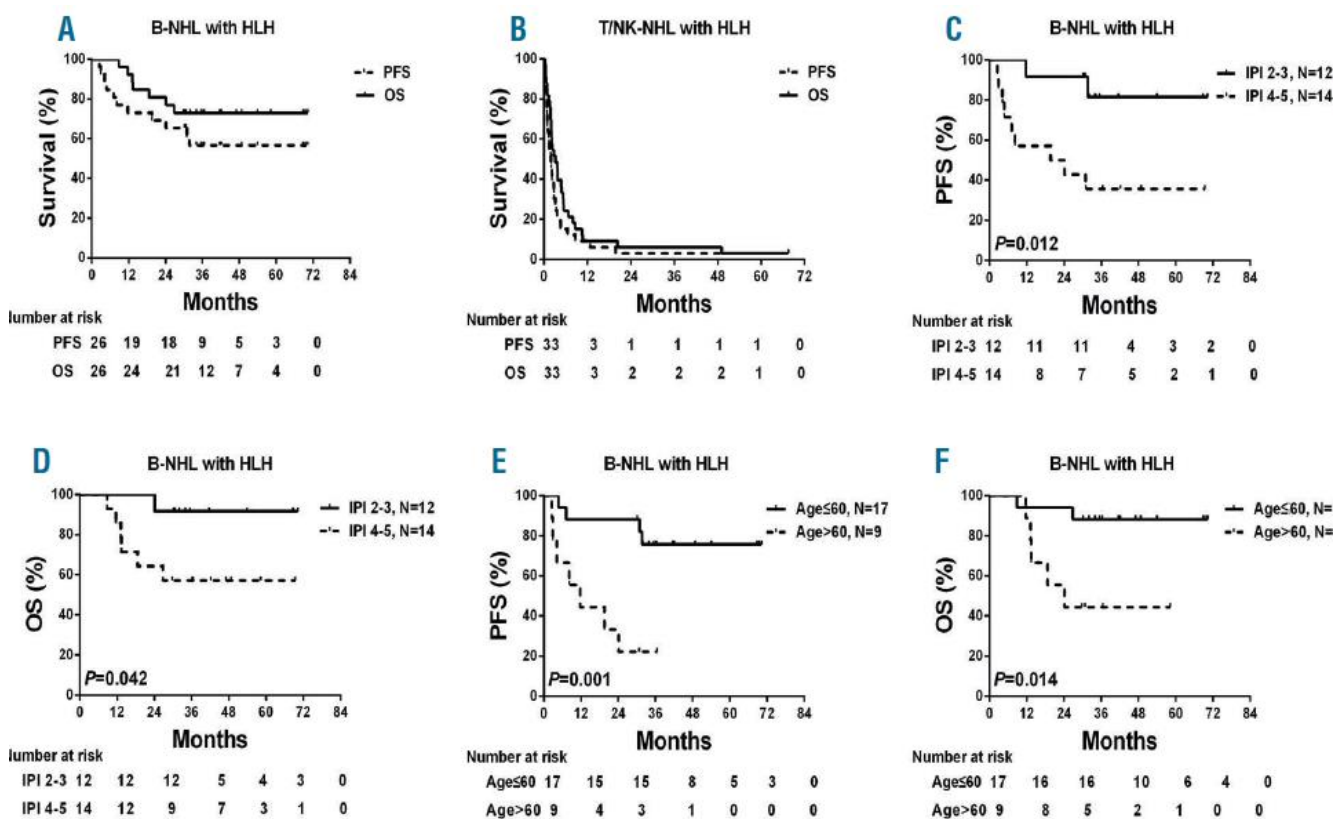 A
B-NHL with HLH
100
80
60
40
20
0
Survival (%)
PFS
OS
0 12 24 36 48 60 72 84
Months
Number at risk
PFS 26 19 18 9 5 3 0
OS 26 24 21 12 7 4 0
B
T/NK-NHL with HLH
100
80
60
40
20
0
Survival (%)
PFS
OS
0 12 24 36 48 60 72 84
Months
Number at risk
PFS 33 3 1 1 1 1 0
OS 33 3 2 2 2 1 0
C
B-NHL with HLH
100
80
60
40
20
0
PFS (%)
IPI 2-3, N=12
IPI 4-5, N=14
P=0.012
0 12 24 36 48 60 72 84
Months
Number at risk
IPI 2-3 12 11 11 4 3 2 0
IPI 4-5 14 8 7 5 2 1 0
D
B-NHL with HLH
100
80
60
40
20
0
OS (%)
IPI 2-3, N=12
IPI 4-5, N=14
P=0.042
0 12 24 36 48 60 72 84
Months
Number at risk
IPI 2-3 12 12 12 5 4 3 0
IPI 4-5 14 12 9 7 3 1 0
E
B-NHL with HLH
100
80
60
40
20
0
PFS (%)
Age≤60, N=17
Age>60, N=9
P=0.001
0 12 24 36 48 60 72 84
Months
Number at risk
Age≤60 17 15 15 8 5 3 0
Age>60 9 4 3 1 0 0 0
F
B-NHL with HLH
100
80
60
40
20
0
OS (%)
Age≤60, N=
Age>60, N=
P=0.014
0 12 24 36 48 60 72 84
Months
Number at risk
Age≤60 17 16 16 10 6 4 0
Age>60 9 8 5 2 1 0 0